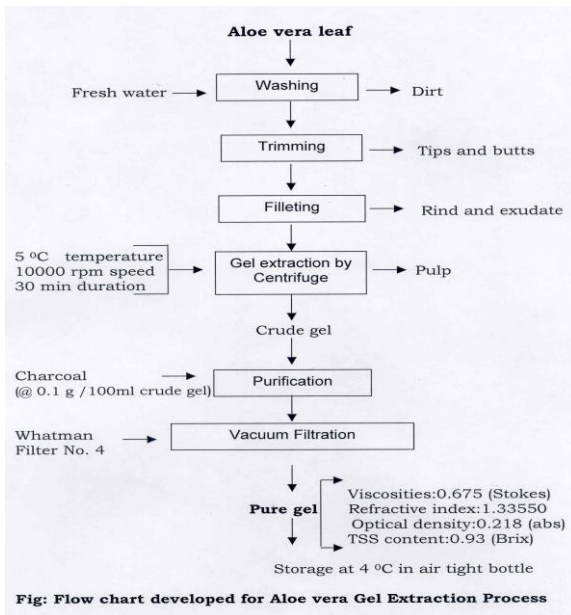 Aloe vera leaf
Fresh water
Washing
Dirt
Trimming
Tips and butts
Filleting
Rind and exudate
5 ⁰C temperature
10000 rpm speed
30 min duration
Gel extraction by
Centrifuge
Pulp
Crude gel
Charcoal
(@ 0.1 g /100ml crude gel)
Purification
Whatman
Filter No. 4
Vacuum Filtration
Pure gel
Viscosities:0.675 (Stokes)
Refractive index:1.33550
Optical density:0.218 (abs)
TSS content:0.93 (Brix)
Storage at 4 ⁰C in air tight bottle
Fig: Flow chart developed for Aloe vera Gel Extraction Process